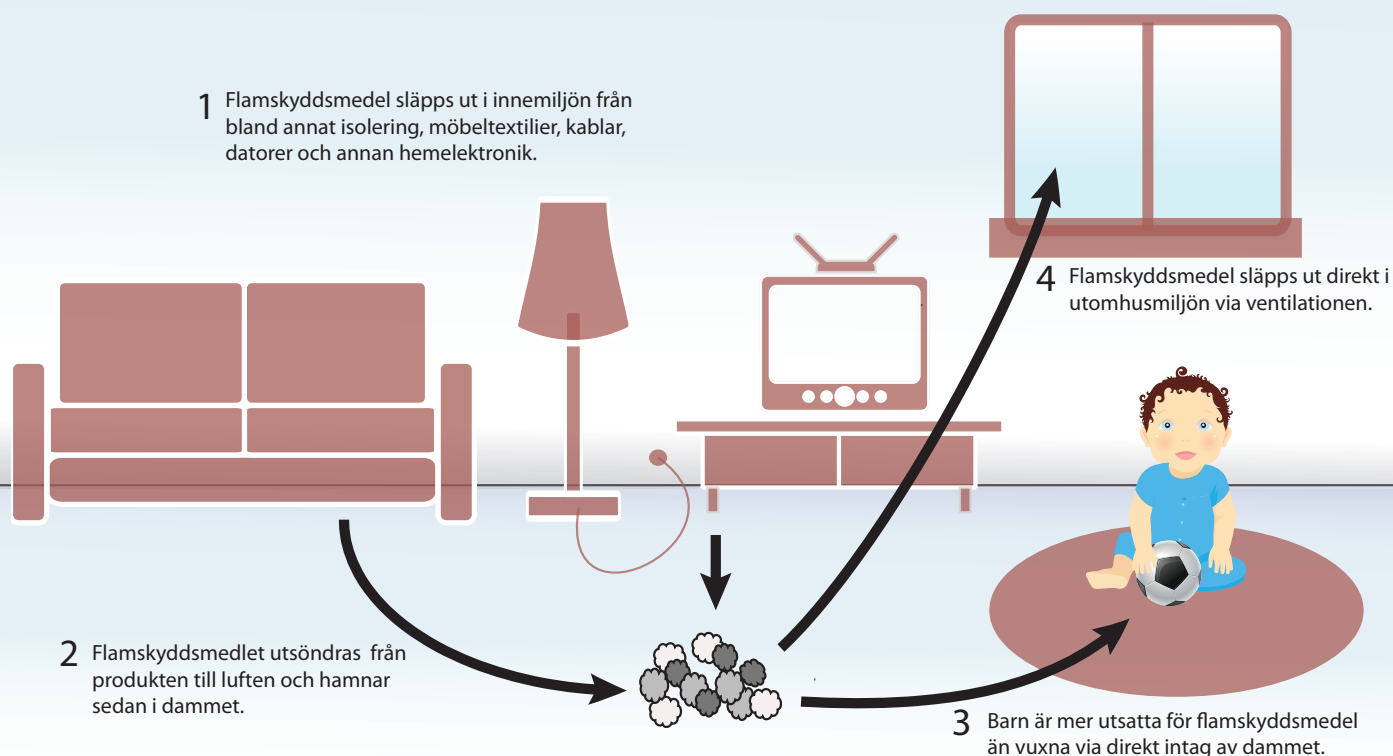 1 Flamskyddsmedel släpps ut i innemiljön från
bland annat isolering, möbeltextilier, kablar,
datorer och annan hemelektronik.
2 Flamskyddsmedlet utsöndras från
produkten till luften och hamnar
sedan i dammet.
3 Barn är mer utsatta för flamskyddsmedel
än vuxna via direkt intag av dammet.
4 Flamskyddsmedel släpps ut direkt i
utomhusmiljön via ventilationen.